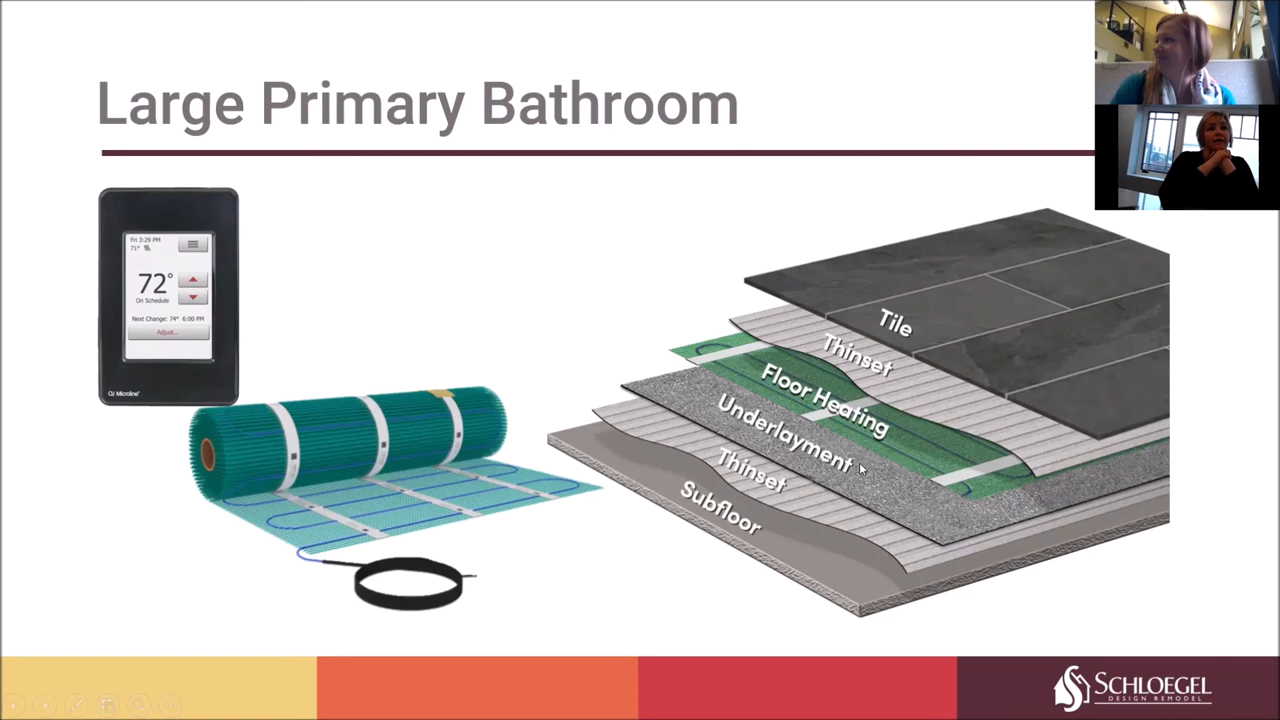 Large Primary Bathroom
Fri 3:29 PM
71°
72°
On Schedule
Next Change: 74° 6:00 PM
Adjust...
OJ Microline
Tile
Thinset
Floor Heating
Underlayment
Thinset
Subfloor
SCHLOEGEL
DESIGN REMODEL